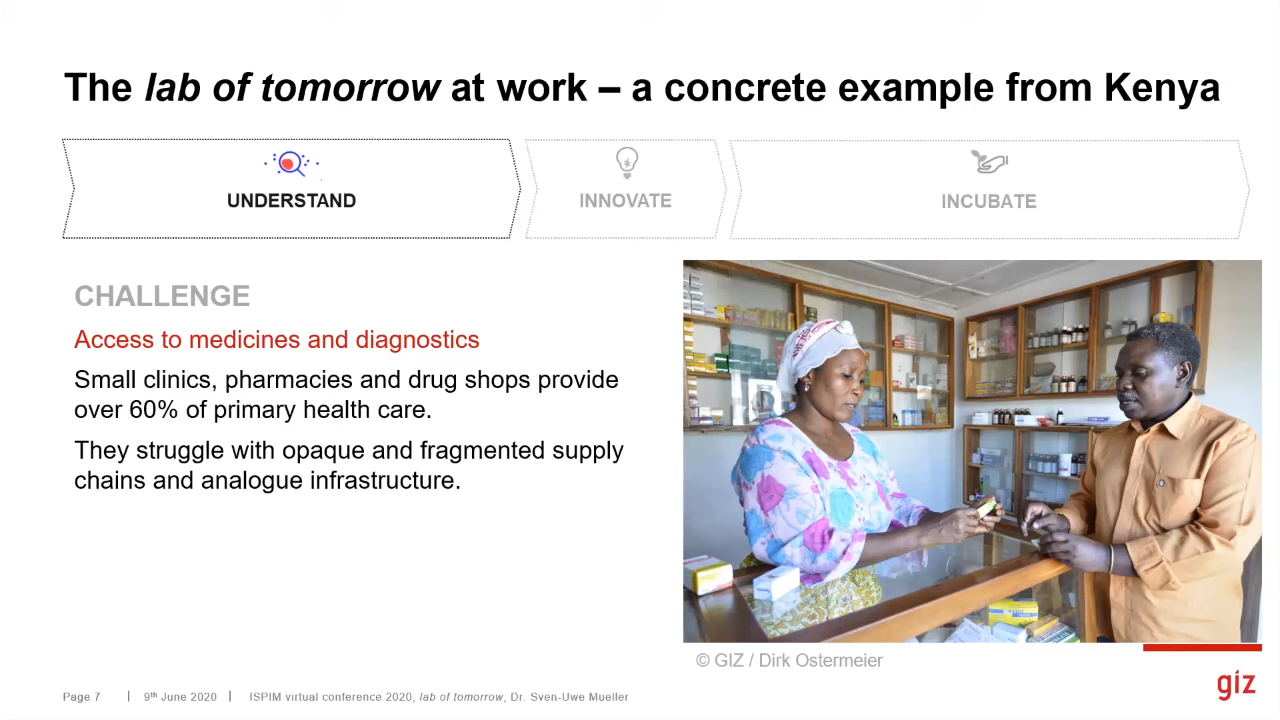 The lab of tomorrow at work – a concrete example from Kenya
UNDERSTAND
INNOVATE
INCUBATE
CHALLENGE
Access to medicines and diagnostics
Small clinics, pharmacies and drug shops provide
over 60% of primary health care.
They struggle with opaque and fragmented supply
chains and analogue infrastructure.
© GIZ / Dirk Ostermeier
Page 7 | 9th June 2020 | ISPIM virtual conference 2020, lab of tomorrow, Dr. Sven-Uwe Mueller
giz